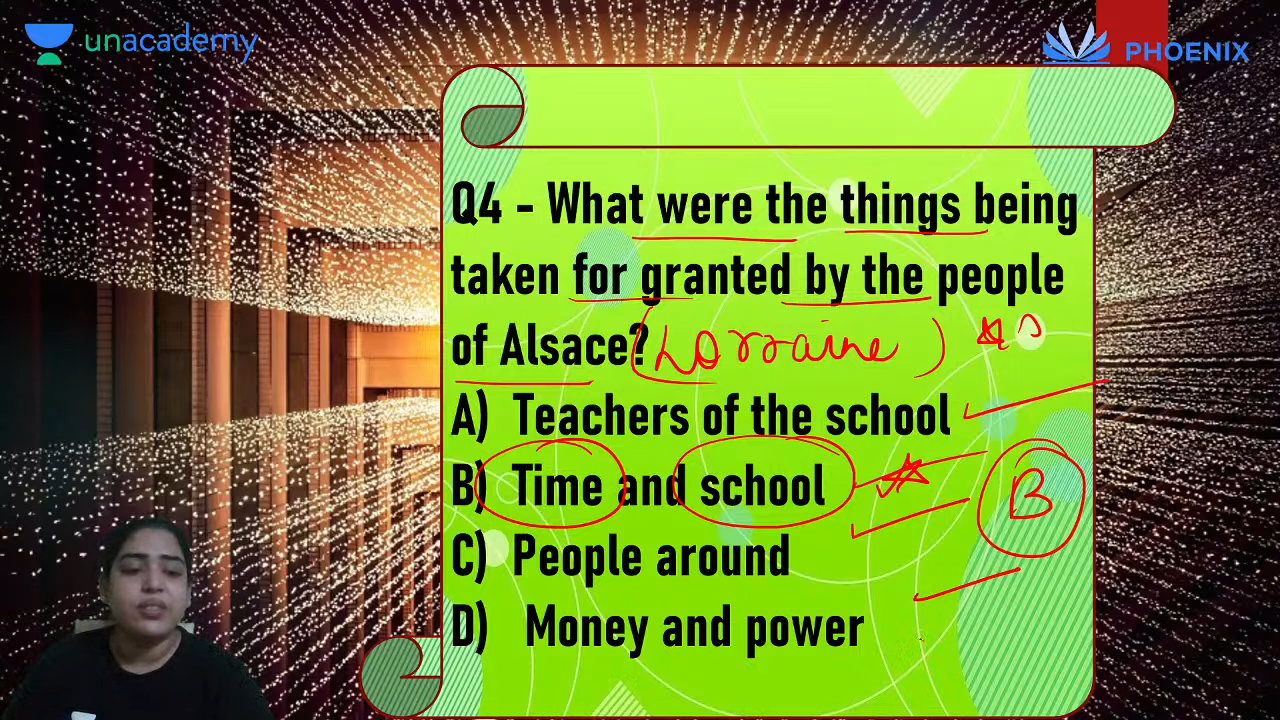 unacademy
PHOENIX
Q4 - What were the things being
taken for granted by the people
of Alsace? (Lorraine)
A) Teachers of the school
B) Time and school
B
C) People around
D) Money and power